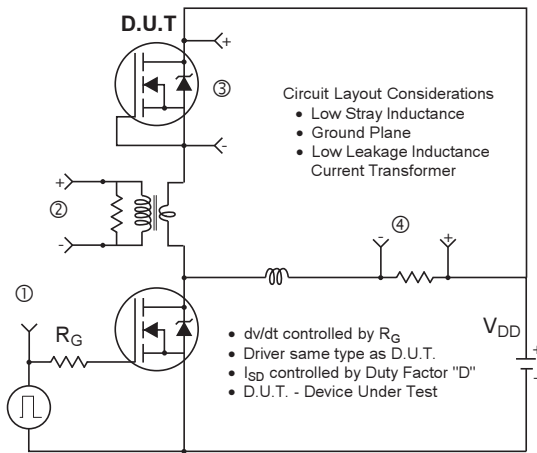 D.U.T
+
③
-
Circuit Layout Considerations
• Low Stray Inductance
• Ground Plane
• Low Leakage Inductance
Current Transformer
+
②
-
④
-
+
①
R_G
V_DD
+
-
• dv/dt controlled by R_G
• Driver same type as D.U.T.
• I_SD controlled by Duty Factor "D"
• D.U.T. - Device Under Test